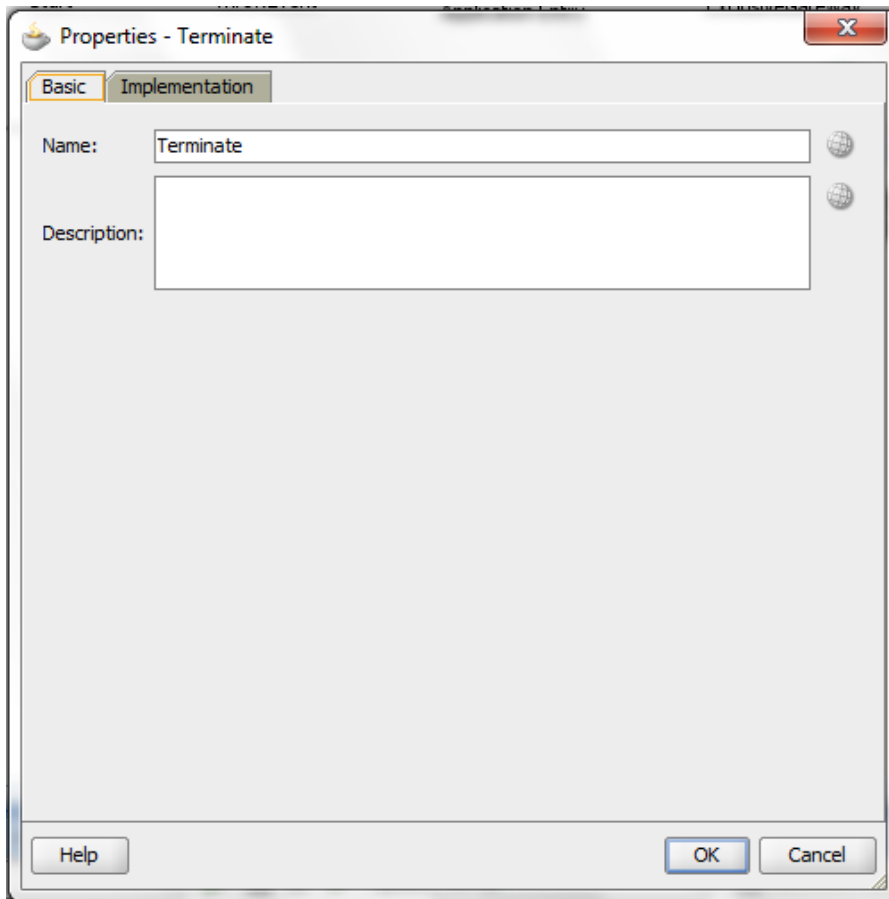 Properties - Terminate
Basic Implementation
Name: Terminate
Description:
Help OK Cancel